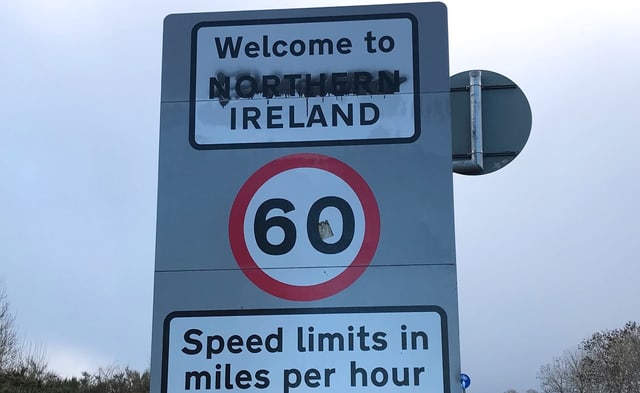 Welcome to
NORTHERN
IRELAND
60
Speed limits in
miles per hour